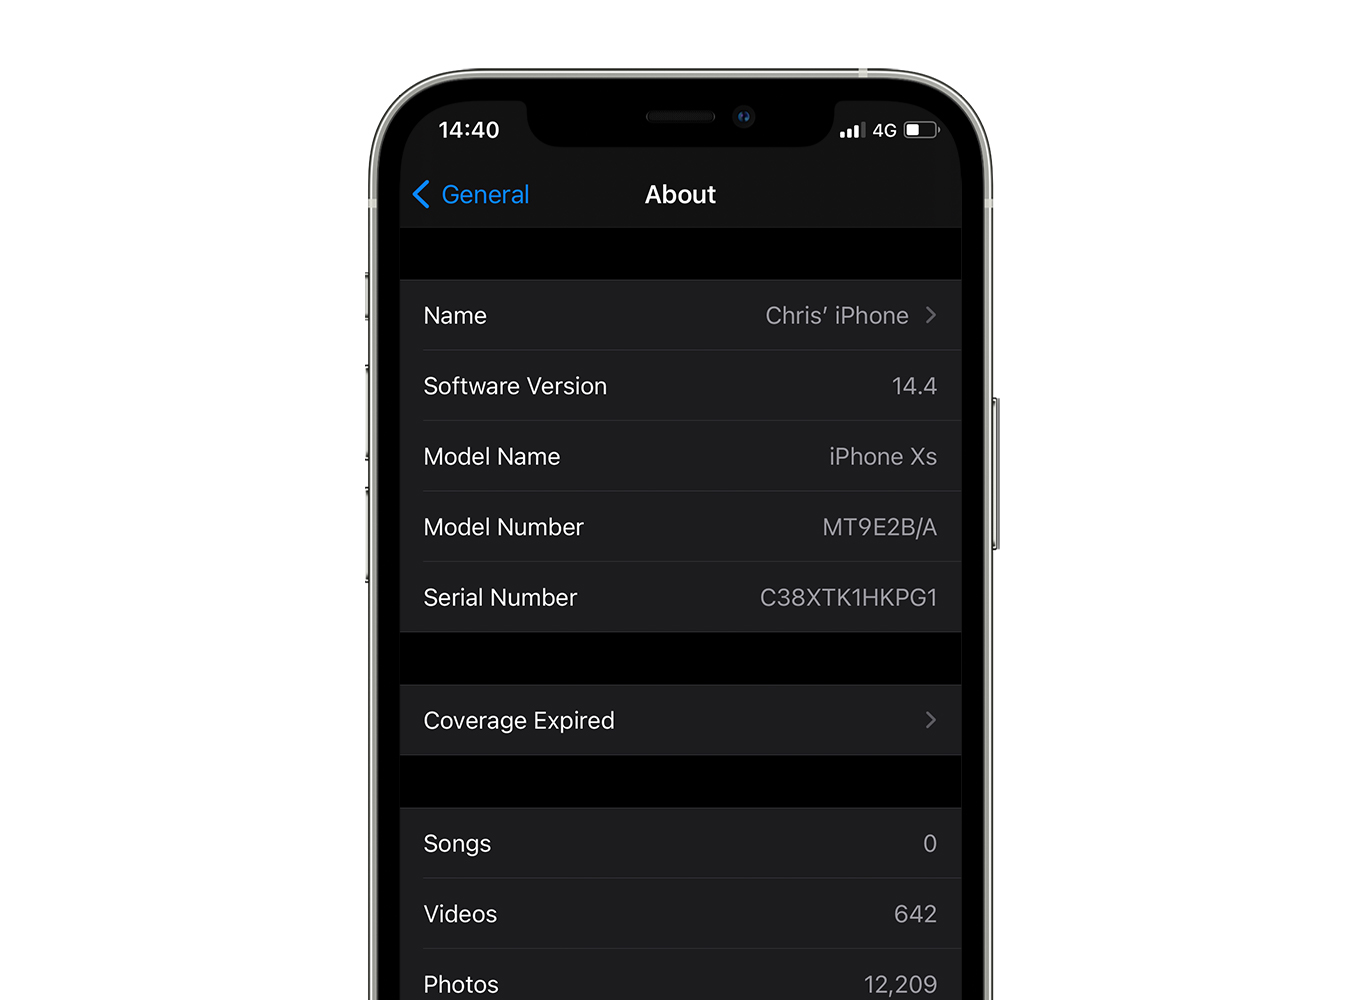 14:40 4G
General About
Name Chris’ iPhone
Software Version 14.4
Model Name iPhone Xs
Model Number MT9E2B/A
Serial Number C38XTK1HKPG1
Coverage Expired
Songs 0
Videos 642
Photos 12,209